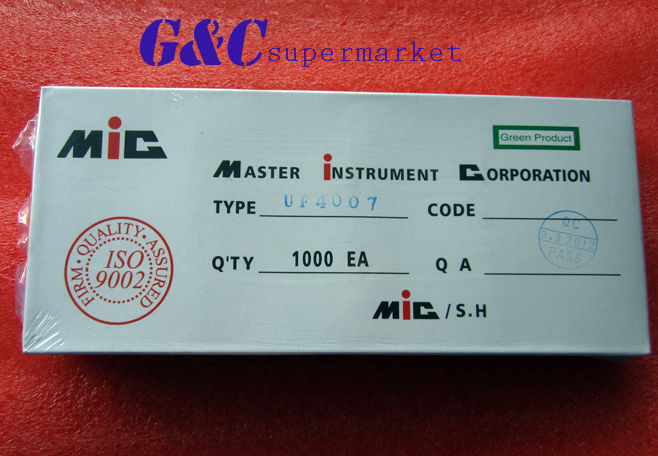 G&C supermarket
MiC
Green Product
MASTER INSTRUMENT CORPORATION
TYPE UF4007 CODE
QC
2012
PASS
FIRM · QUALITY · ASSURED
ISO
9002
Q'TY 1000 EA Q A
MiC / S.H